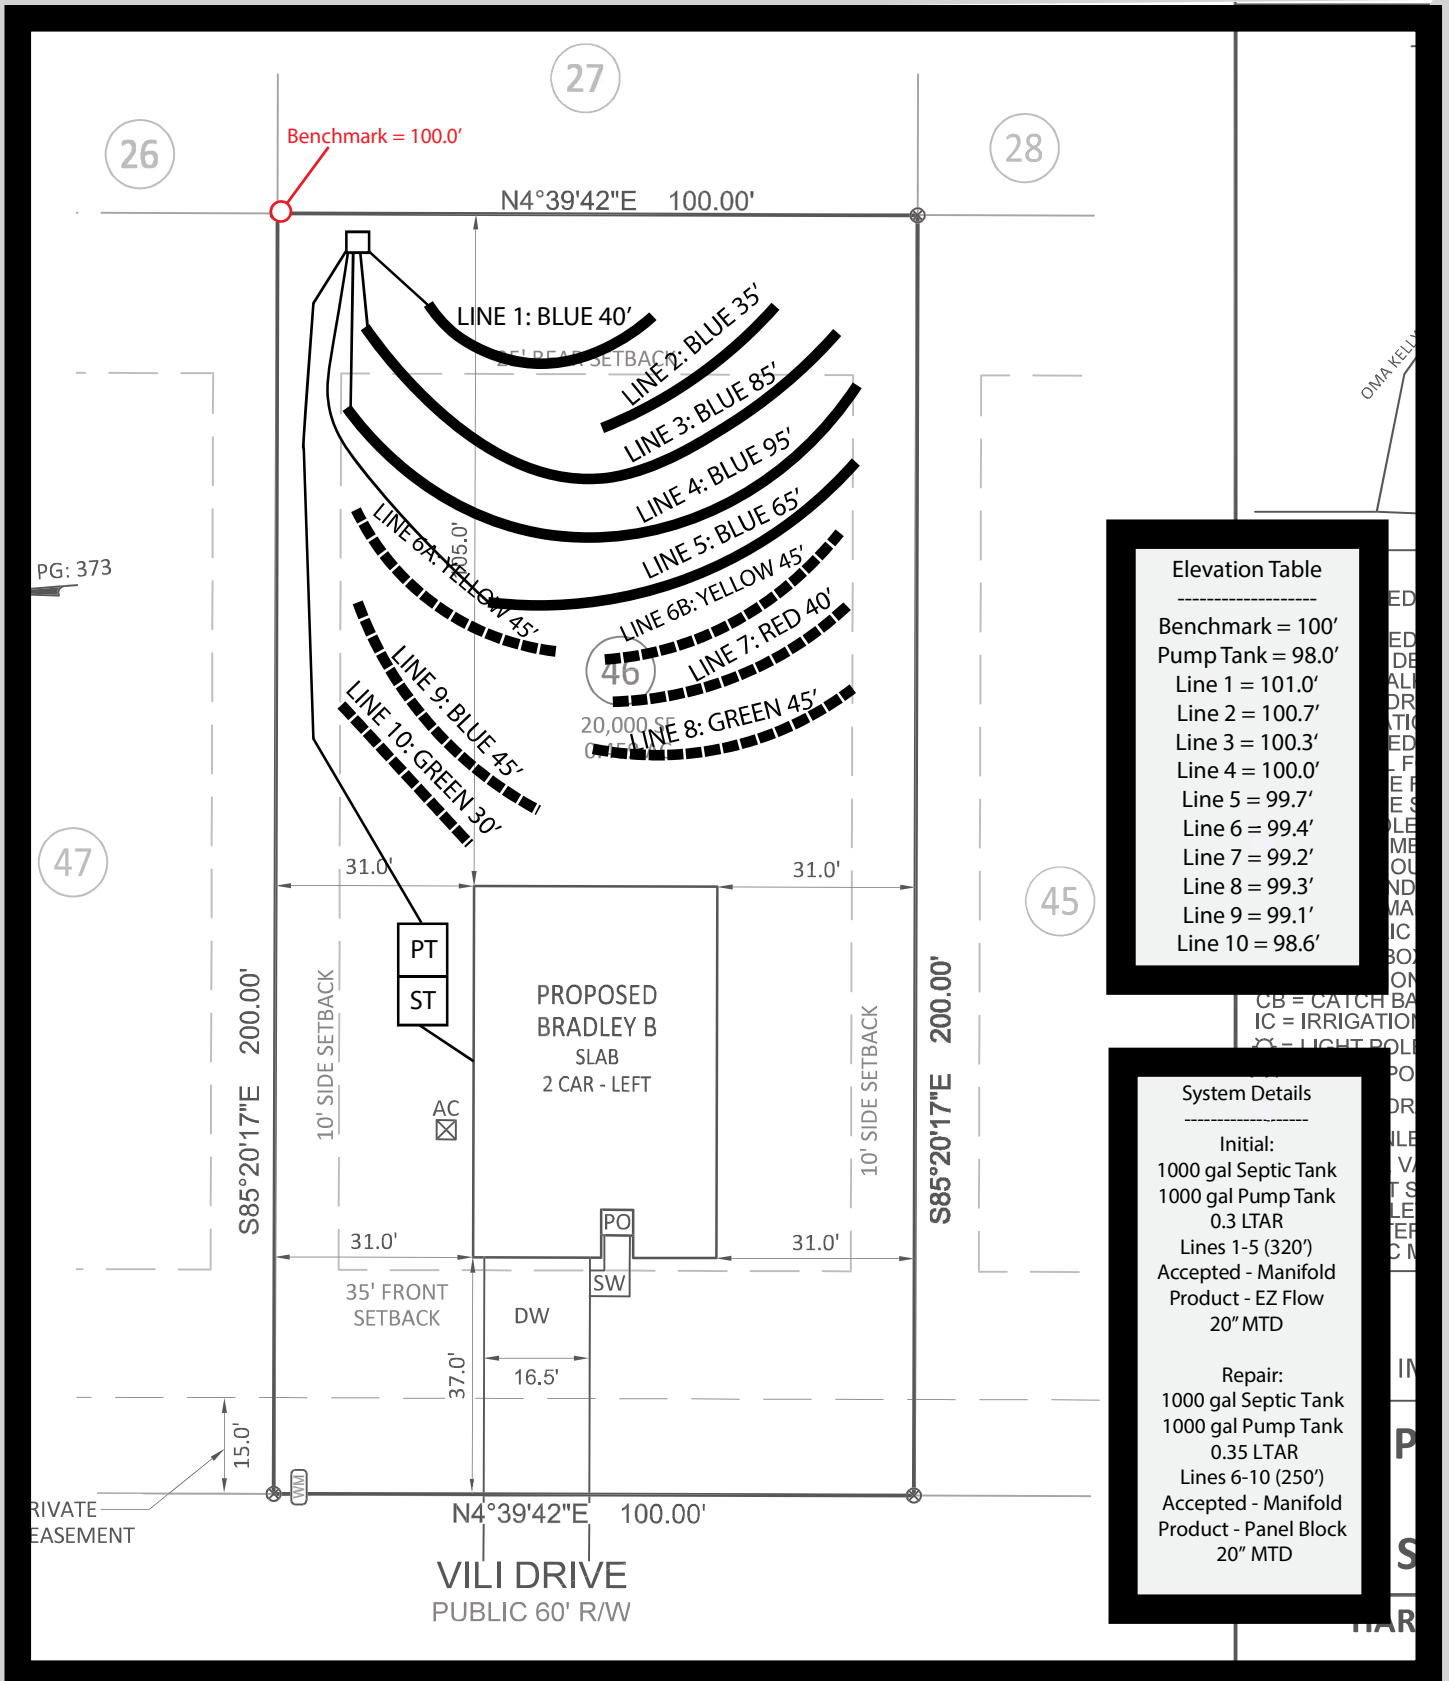 27
26
28
Benchmark = 100.0'
N4°39'42"E 100.00'
LINE 1: BLUE 40'
25' REAR SETBACK
LINE 2: BLUE 35'
LINE 3: BLUE 85'
LINE 4: BLUE 95'
LINE 5: BLUE 65'
LINE 6A: YELLOW 45'
LINE 6B: YELLOW 45'
LINE 7: RED 40'
LINE 8: GREEN 45'
LINE 9: BLUE 45'
LINE 10: GREEN 30'
OMA KELLY
PG: 373
46
20,000 SF
47
45
31.0'
31.0'
PT
ST
PROPOSED
BRADLEY B
SLAB
2 CAR - LEFT
AC
10' SIDE SETBACK
10' SIDE SETBACK
S85°20'17"E 200.00'
S85°20'17"E 200.00'
31.0'
31.0'
PO
SW
DW
35' FRONT
SETBACK
37.0'
16.5'
15.0'
WM
RIVATE
EASEMENT
N4°39'42"E 100.00'
VILI DRIVE
PUBLIC 60' R/W
Elevation Table
--------------------
Benchmark = 100'
Pump Tank = 98.0'
Line 1 = 101.0'
Line 2 = 100.7'
Line 3 = 100.3'
Line 4 = 100.0'
Line 5 = 99.7'
Line 6 = 99.4'
Line 7 = 99.2'
Line 8 = 99.3'
Line 9 = 99.1'
Line 10 = 98.6'
CB = CATCH BA
IC = IRRIGATION
= LIGHT POLE
System Details
--------------------
Initial:
1000 gal Septic Tank
1000 gal Pump Tank
0.3 LTAR
Lines 1-5 (320')
Accepted - Manifold
Product - EZ Flow
20" MTD
Repair:
1000 gal Septic Tank
1000 gal Pump Tank
0.35 LTAR
Lines 6-10 (250')
Accepted - Manifold
Product - Panel Block
20" MTD
HAR